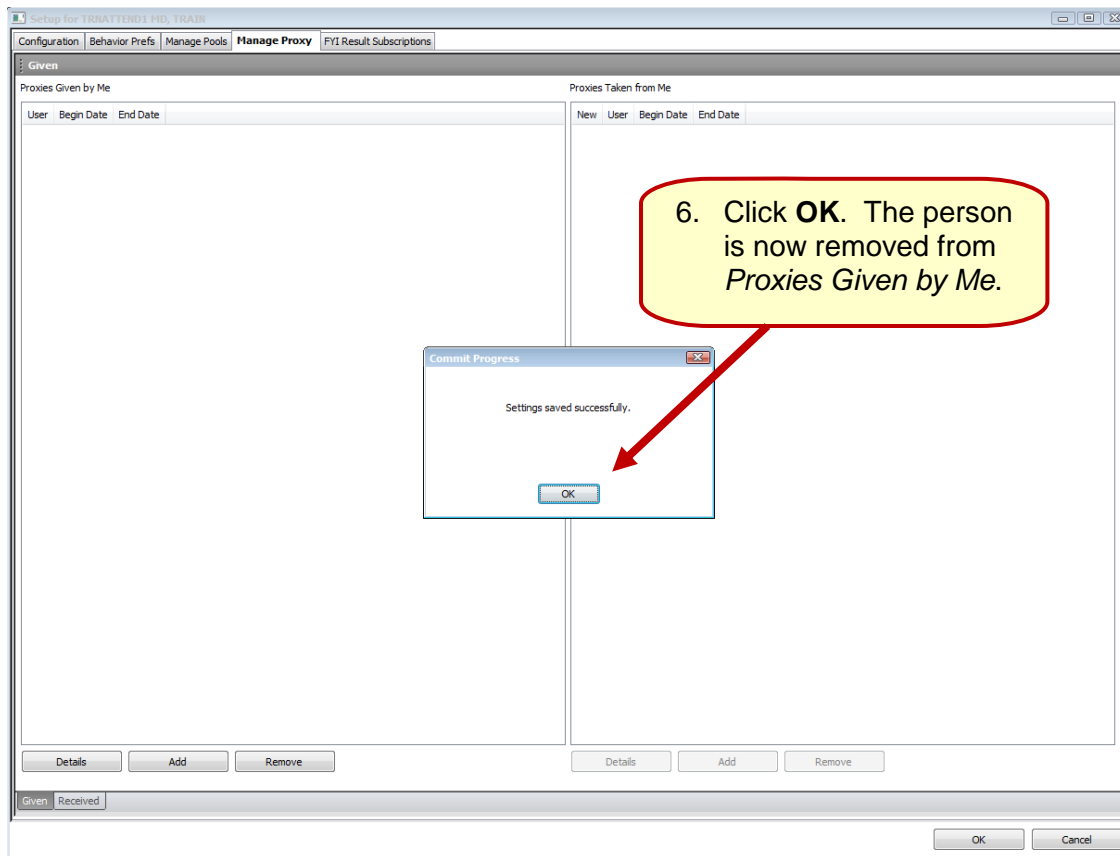 Setup for TRNATTEND1 MD, TRAIN
Configuration Behavior Prefs Manage Pools Manage Proxy FYI Result Subscriptions
Given
Proxies Given by Me
Proxies Taken from Me
User Begin Date End Date
New User Begin Date End Date
6. Click OK. The person
is now removed from
Proxies Given by Me.
Commit Progress
Settings saved successfully.
OK
Details Add Remove
Details Add Remove
Given Received
OK Cancel